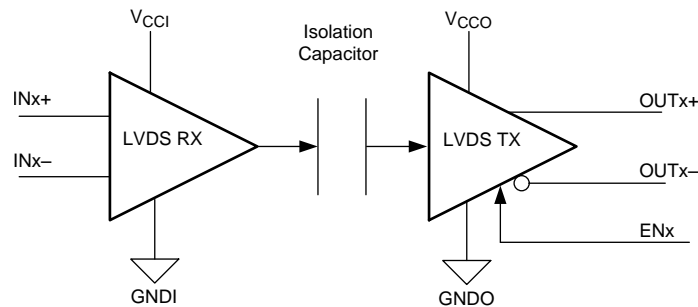 VCCI
Isolation
Capacitor
VCCO
INx+
LVDS RX
INx–
GNDI
LVDS TX
OUTx+
OUTx–
ENx
GNDO